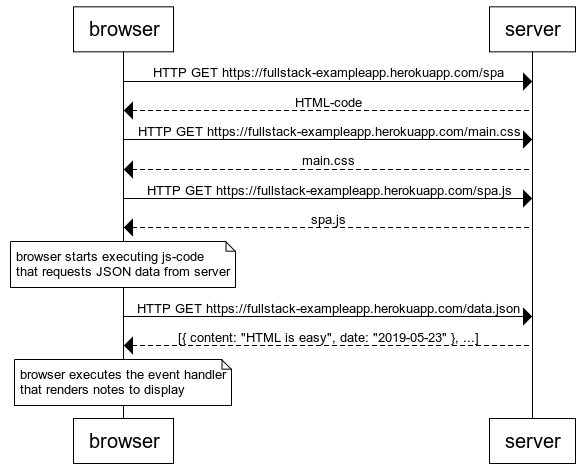 browser
server
HTTP GET https://fullstack-exampleapp.herokuapp.com/spa
HTML-code
HTTP GET https://fullstack-exampleapp.herokuapp.com/main.css
main.css
HTTP GET https://fullstack-exampleapp.herokuapp.com/spa.js
spa.js
browser starts executing js-code
that requests JSON data from server
HTTP GET https://fullstack-exampleapp.herokuapp.com/data.json
[{ content: "HTML is easy", date: "2019-05-23" }, ...]
browser executes the event handler
that renders notes to display
browser
server